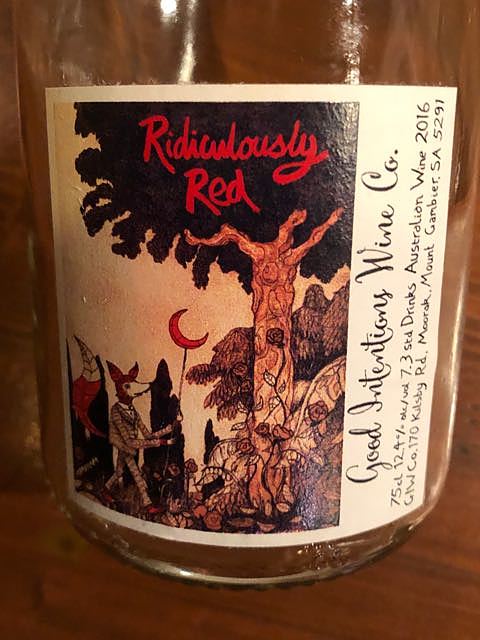 Ridiculously
Red
Good Intentions Wine Co.
75cl 12.4% alc/vol 7.3 std Drinks Australian Wine 2016
GIW Co. 170 Kilsby Rd, Moorak, Mount Gambier, SA 5291